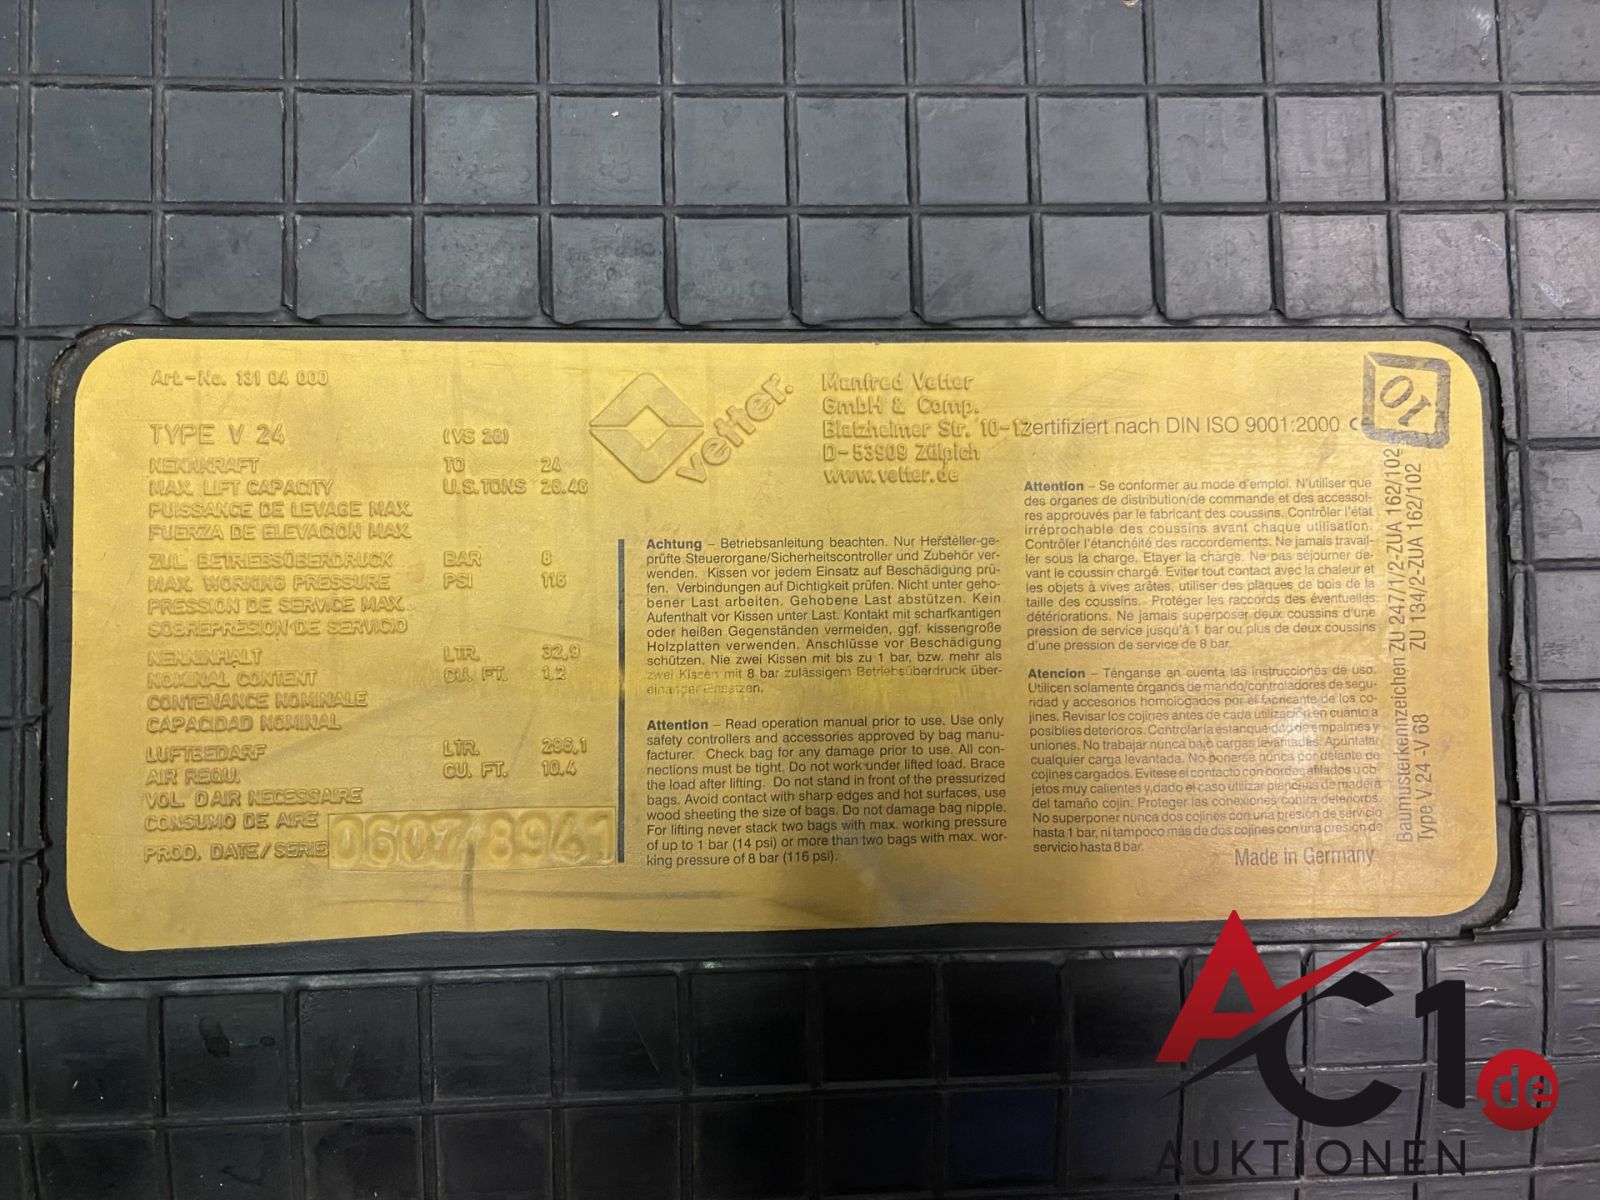 Art.-No. 131 04 000
TYPE V 24 (VS 26)
NENNKRAFT TO 24
MAX. LIFT CAPACITY U.S. TONS 26.46
PUISSANCE DE LEVAGE MAX.
FUERZA DE ELEVACION MAX.
ZUL. BETRIEBSÜBERDRUCK BAR 8
MAX. WORKING PRESSURE PSI 116
PRESSION DE SERVICE MAX.
SOBREPRESION DE SERVICIO
NENNINHALT LTR. 32,9
NOMINAL CONTENT CU. FT. 1,2
CONTENANCE NOMINALE
CAPACIDAD NOMINAL
LUFTBEDARF LTR. 296,1
AIR REQU. CU. FT. 10.4
VOL. D'AIR NECESSAIRE
CONSUMO DE AIRE
PROD. DATE/SERIE 0607 8941
vetter.
Manfred Vetter
GmbH & Comp.
Blatzheimer Str. 10-12
D-53909 Zülpich
www.vetter.de
zertifiziert nach DIN ISO 9001:2000 CE
10
Achtung – Betriebsanleitung beachten. Nur Hersteller-ge-
prüfte Steuerorgane/Sicherheitscontroller und Zubehör ver-
wenden. Kissen vor jedem Einsatz auf Beschädigung prü-
fen. Verbindungen auf Dichtigkeit prüfen. Nicht unter geho-
bener Last arbeiten. Gehobene Last abstützen. Kein
Aufenthalt vor Kissen unter Last. Kontakt mit scharfkantigen
oder heißen Gegenständen vermeiden, ggf. kissengroße
Holzplatten verwenden. Anschlüsse vor Beschädigung
schützen. Nie zwei Kissen mit bis zu 1 bar, bzw. mehr als
zwei Kissen mit 8 bar zulässigem Betriebsüberdruck über-
einander einsetzen.
Attention – Read operation manual prior to use. Use only
safety controllers and accessories approved by bag manu-
facturer. Check bag for any damage prior to use. All con-
nections must be tight. Do not work under lifted load. Brace
the load after lifting. Do not stand in front of the pressurized
bags. Avoid contact with sharp edges and hot surfaces, use
wood sheeting the size of bags. Do not damage bag nipple.
For lifting never stack two bags with max. working pressure
of up to 1 bar (14 psi) or more than two bags with max. wor-
king pressure of 8 bar (116 psi).
Attention – Se conformer au mode d'emploi. N'utiliser que
des organes de distribution/de commande et des accessoi-
res approuvés par le fabricant des coussins. Contrôler l'état
irréprochable des coussins avant chaque utilisation.
Contrôler l'étanchéité des raccordements. Ne jamais travail-
ler sous la charge. Etayer la charge. Ne pas séjourner de-
vant le coussin chargé. Eviter tout contact avec la chaleur et
les objets à vives arêtes, utiliser des plaques de bois de la
taille des coussins. Protéger les raccords des éventuelles
détériorations. Ne jamais superposer deux coussins d'une
pression de service jusqu'à 1 bar ou plus de deux coussins
d'une pression de service de 8 bar.
Atencion – Ténganse en cuenta las instrucciones de uso.
Utilicen solamente órganos de mando/controladores de segu-
ridad y accesorios homologados por el fabricante de los co-
jines. Revisar los cojines antes de cada utilización en cuanto a
posiblies deterioros. Controlar la estanqueidad de empalmes y
uniones. No trabajar nunca bajo cargas levantadas. Apuntalar
cualquier carga levantada. No ponerse nunca por delante de
cojines cargados. Evitese el contacto con bordes afilados u ob-
jetos muy calientes y, dado el caso utilizar planchas de madera
del tamaño cojin. Proteger las conexiones contra deterioros.
No superponer nunca dos cojines con una presión de servicio
hasta 1 bar, ni tampoco más de dos cojines con una presión de
servicio hasta 8 bar.
Made in Germany
Baumusterkennzeichen ZU 247/1/2-ZUA 162/102
Type V 24 -V 68 ZU 134/2-ZUA 162/102
AC1.de
AUKTIONEN